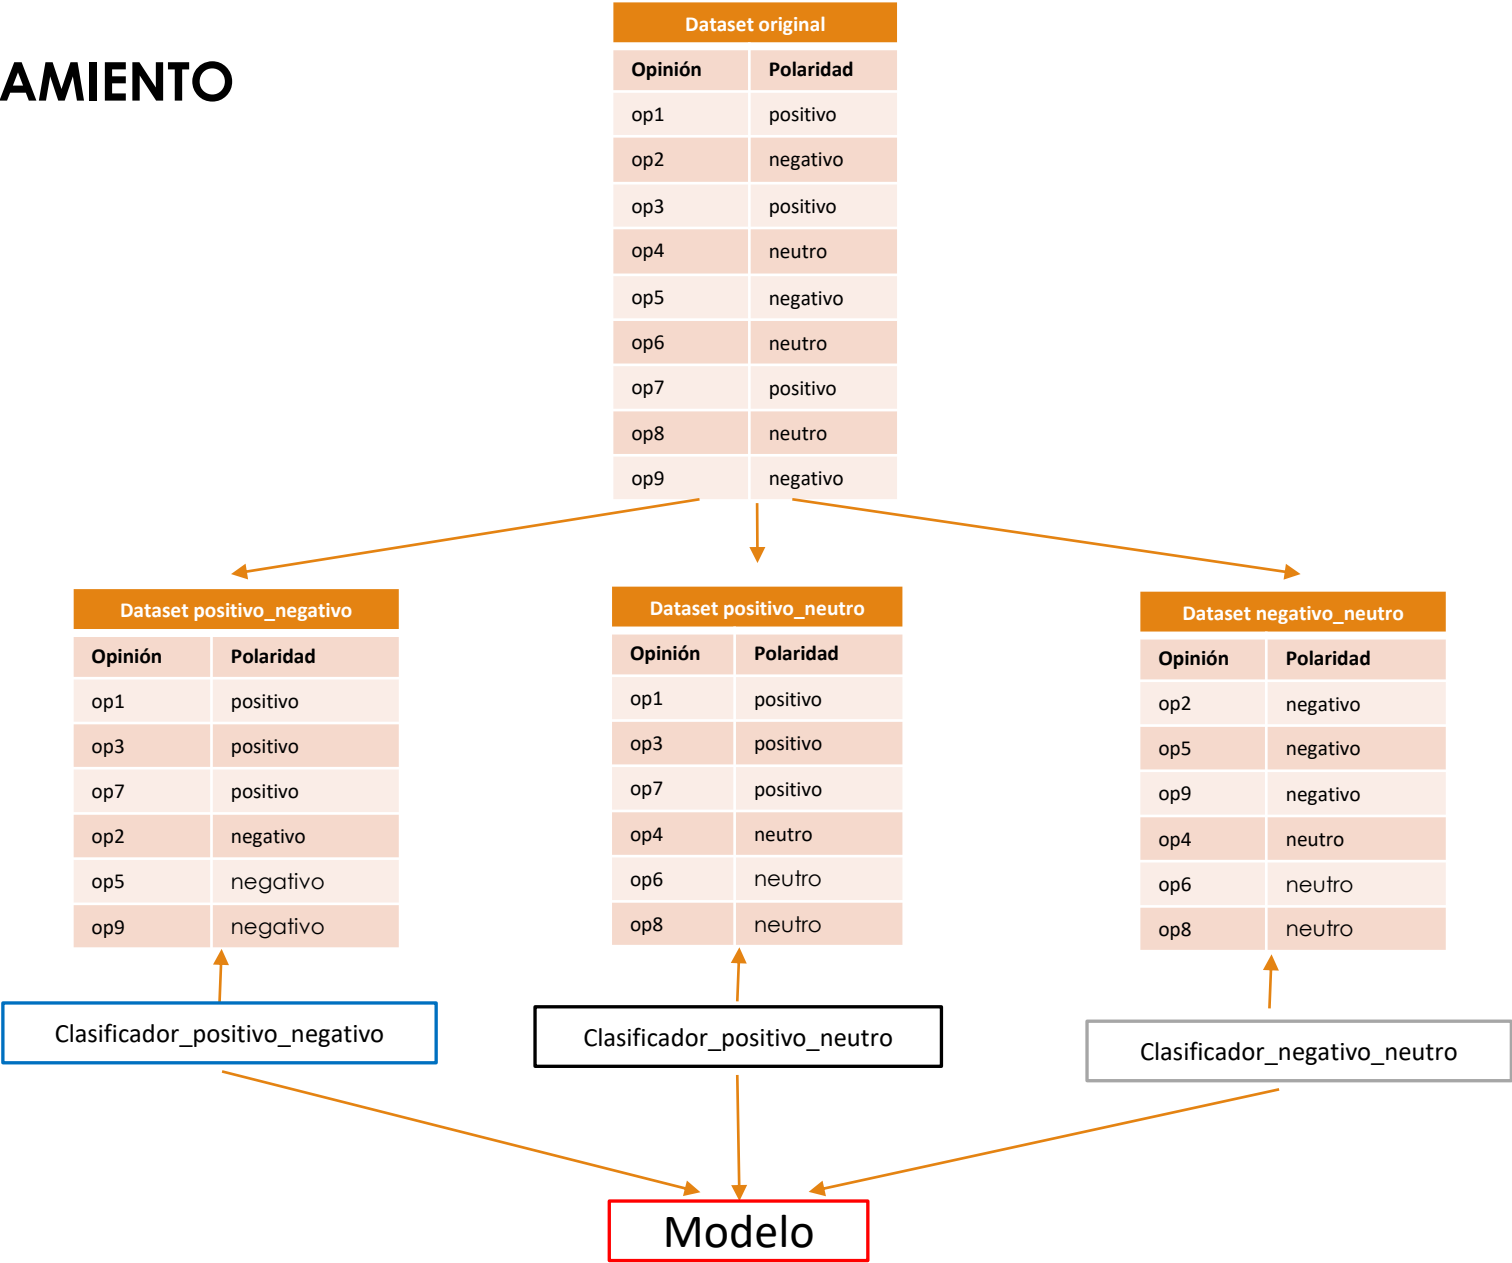 AMIENTO
Dataset original
Opinión Polaridad
op1 positivo
op2 negativo
op3 positivo
op4 neutro
op5 negativo
op6 neutro
op7 positivo
op8 neutro
op9 negativo
Dataset positivo_negativo
Opinión Polaridad
op1 positivo
op3 positivo
op7 positivo
op2 negativo
op5 negativo
op9 negativo
Dataset positivo_neutro
Opinión Polaridad
op1 positivo
op3 positivo
op7 positivo
op4 neutro
op6 neutro
op8 neutro
Dataset negativo_neutro
Opinión Polaridad
op2 negativo
op5 negativo
op9 negativo
op4 neutro
op6 neutro
op8 neutro
Clasificador_positivo_negativo
Clasificador_positivo_neutro
Clasificador_negativo_neutro
Modelo